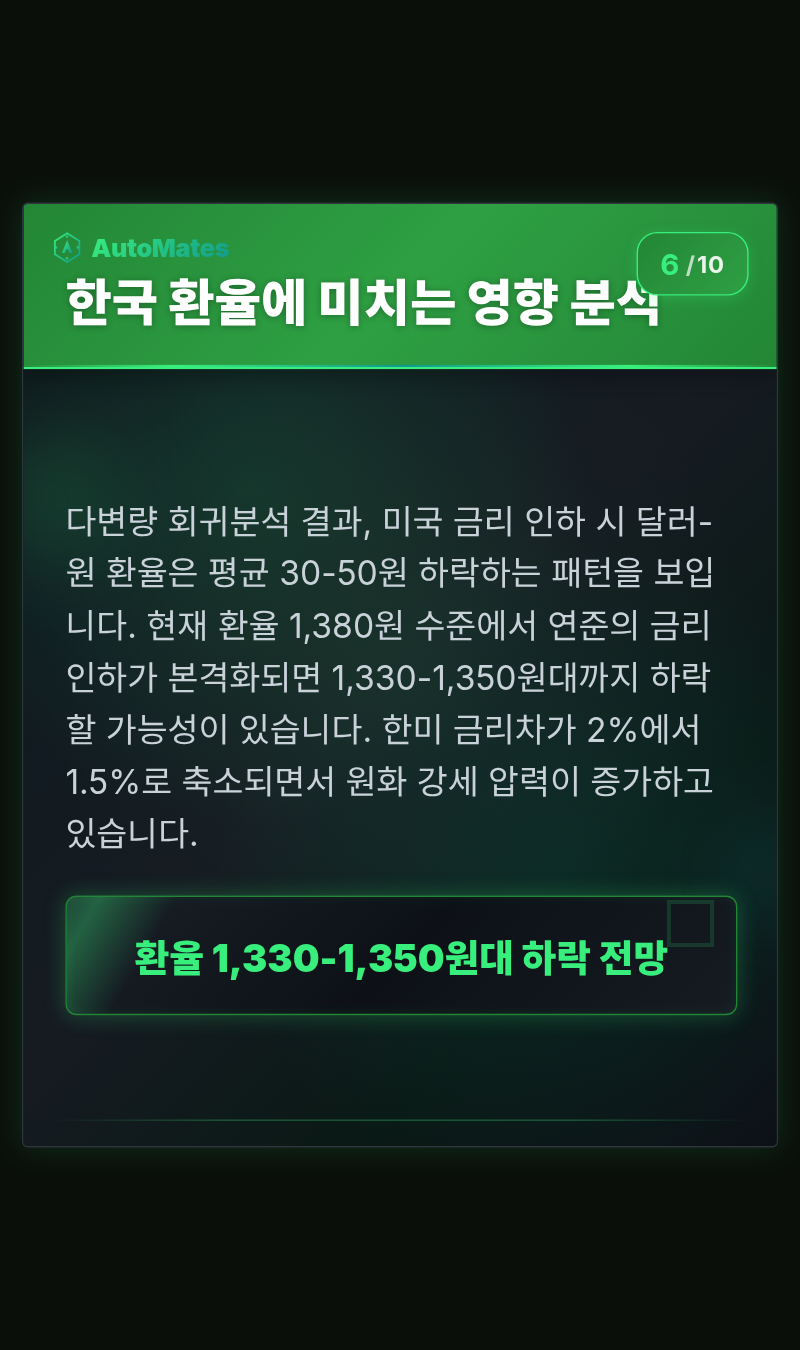 AutoMates
6 /10
한국 환율에 미치는 영향 분석
다변량 회귀분석 결과, 미국 금리 인하 시 달러-
원 환율은 평균 30-50원 하락하는 패턴을 보입
니다. 현재 환율 1,380원 수준에서 연준의 금리
인하가 본격화되면 1,330-1,350원대까지 하락
할 가능성이 있습니다. 한미 금리차가 2%에서
1.5%로 축소되면서 원화 강세 압력이 증가하고
있습니다.
환율 1,330-1,350원대 하락 전망